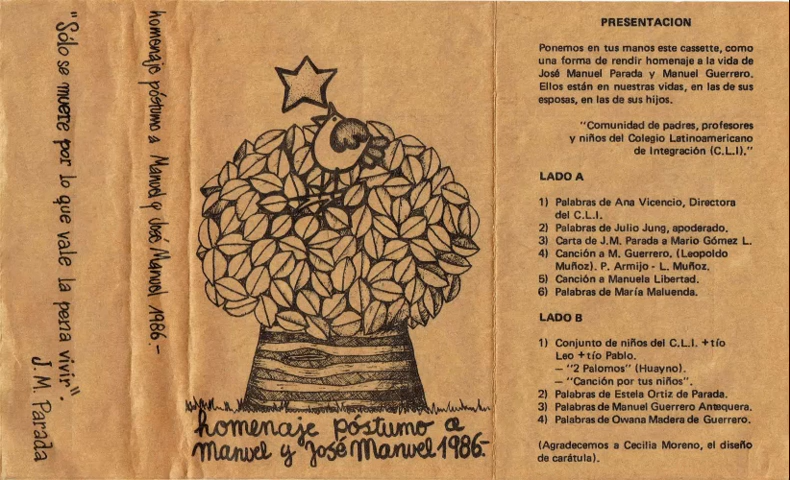 "Sólo se muere por lo que vale la pena vivir".
J. M. Parada
homenaje póstumo a Manuel y José Manuel 1986.-
homenaje póstumo a
Manuel y José Manuel 1986.-
PRESENTACION
Ponemos en tus manos este cassette, como
una forma de rendir homenaje a la vida de
José Manuel Parada y Manuel Guerrero.
Ellos están en nuestras vidas, en las de sus
esposas, en las de sus hijos.
"Comunidad de padres, profesores
y niños del Colegio Latinoamericano
de Integración (C.L.I)."
LADO A
1) Palabras de Ana Vicencio, Directora
del C.L.I.
2) Palabras de Julio Jung, apoderado.
3) Carta de J.M. Parada a Mario Gómez L.
4) Canción a M. Guerrero, (Leopoldo
Muñoz). P. Armijo - L. Muñoz.
5) Canción a Manuela Libertad.
6) Palabras de María Maluenda.
LADO B
1) Conjunto de niños del C.L.I. + tío
Leo + tío Pablo.
– "2 Palomos" (Huayno).
– "Canción por tus niños".
2) Palabras de Estela Ortiz de Parada.
3) Palabras de Manuel Guerrero Antequera.
4) Palabras de Owana Madera de Guerrero.
(Agradecemos a Cecilia Moreno, el diseño
de carátula).